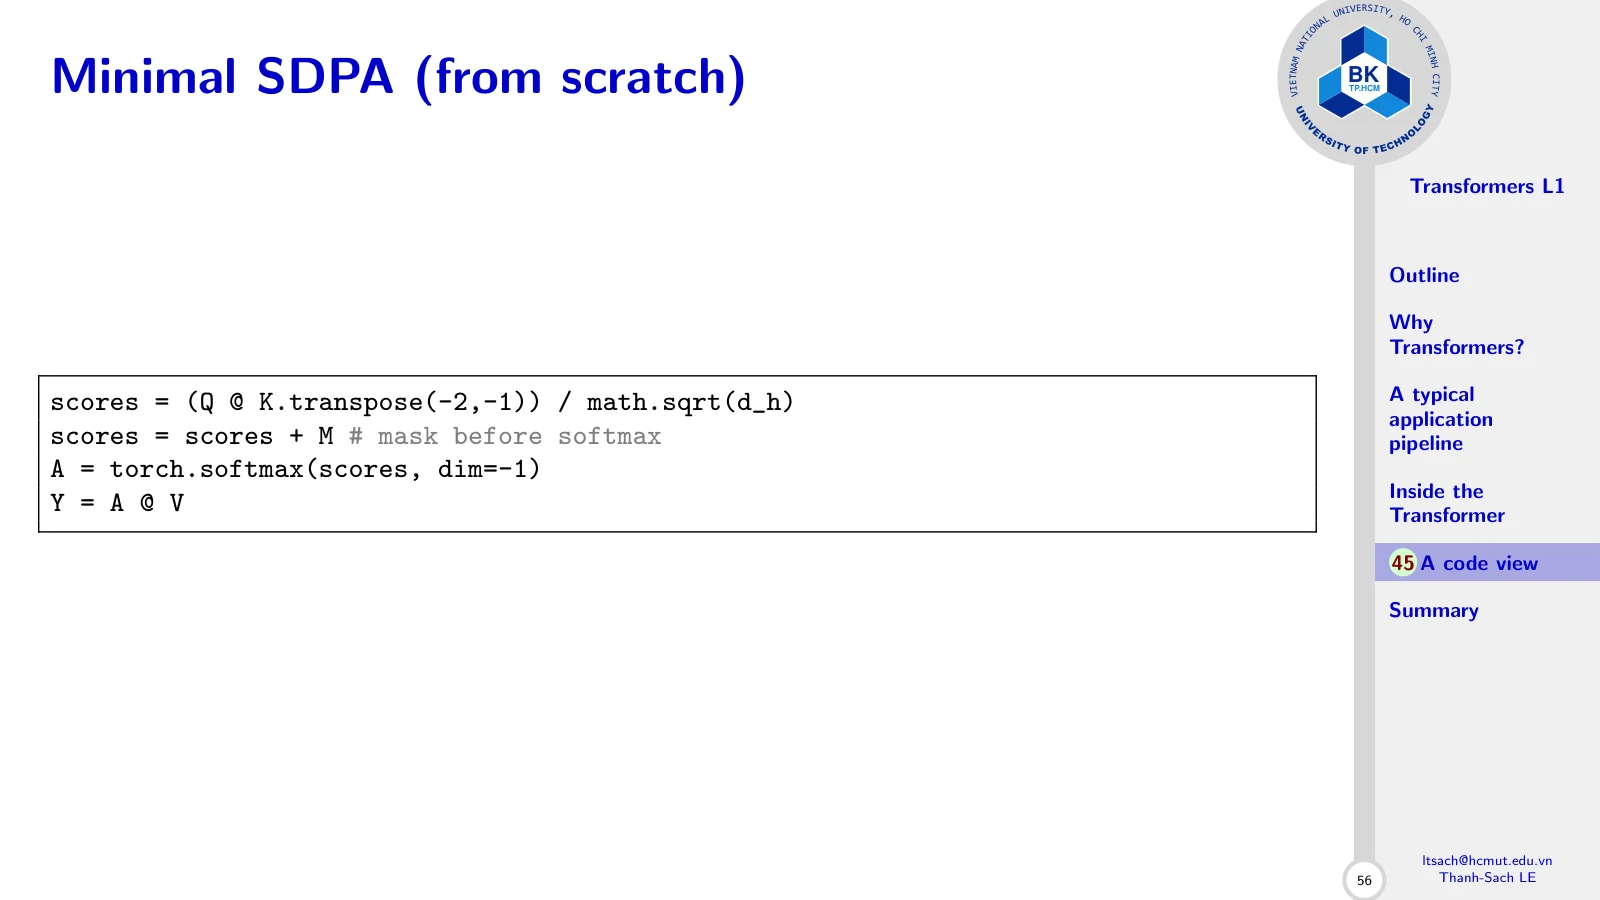 Minimal SDPA (from scratch)
VIETNAM NATIONAL UNIVERSITY, HO CHI MINH CITY
BK
TP.HCM
UNIVERSITY OF TECHNOLOGY
Transformers L1
Outline
Why
Transformers?
A typical
application
pipeline
Inside the
Transformer
45 A code view
Summary
scores = (Q @ K.transpose(-2,-1)) / math.sqrt(d_h)
scores = scores + M # mask before softmax
A = torch.softmax(scores, dim=-1)
Y = A @ V
56
ltsach@hcmut.edu.vn
Thanh-Sach LE